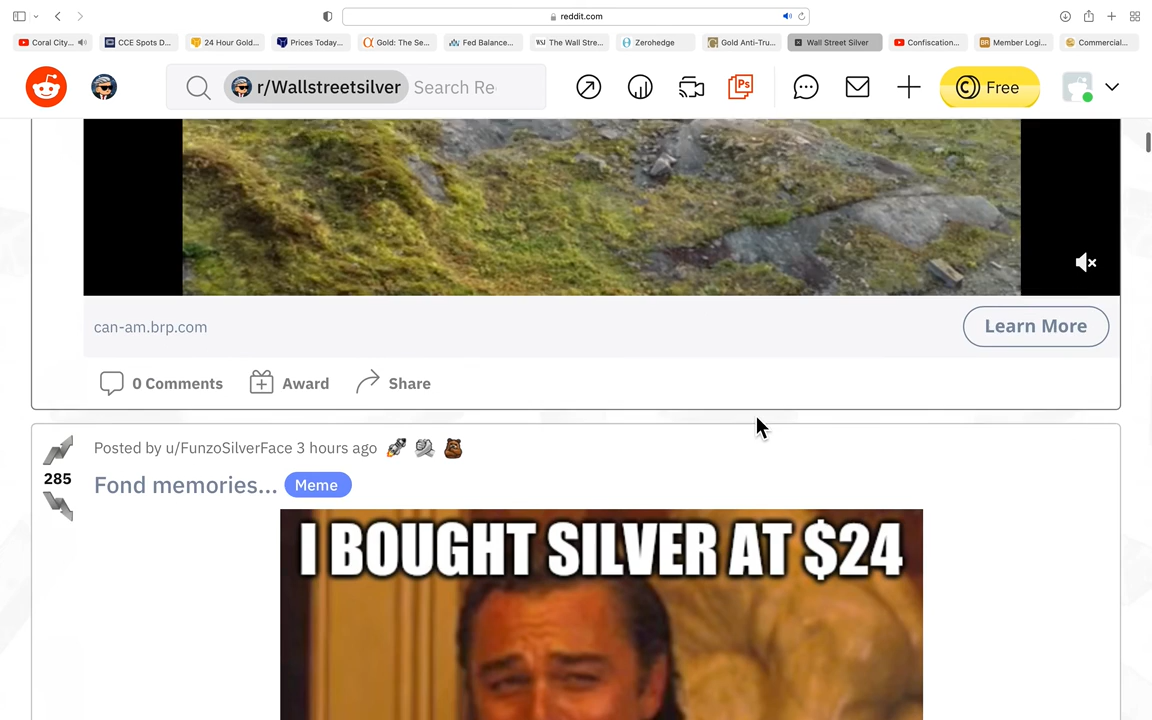 reddit.com
Coral City...
CCE Spots D...
24 Hour Gold...
Prices Today...
Gold: The Se...
Fed Balance...
WSJ The Wall Stre...
Zerohedge
Gold Anti-Tru...
Wall Street Silver
Confiscation...
BR Member Logi...
Commercial...
r/Wallstreetsilver Search Re
Ps
Free
can-am.brp.com
Learn More
0 Comments
Award
Share
Posted by u/FunzoSilverFace 3 hours ago
285
Fond memories... Meme
I BOUGHT SILVER AT $24